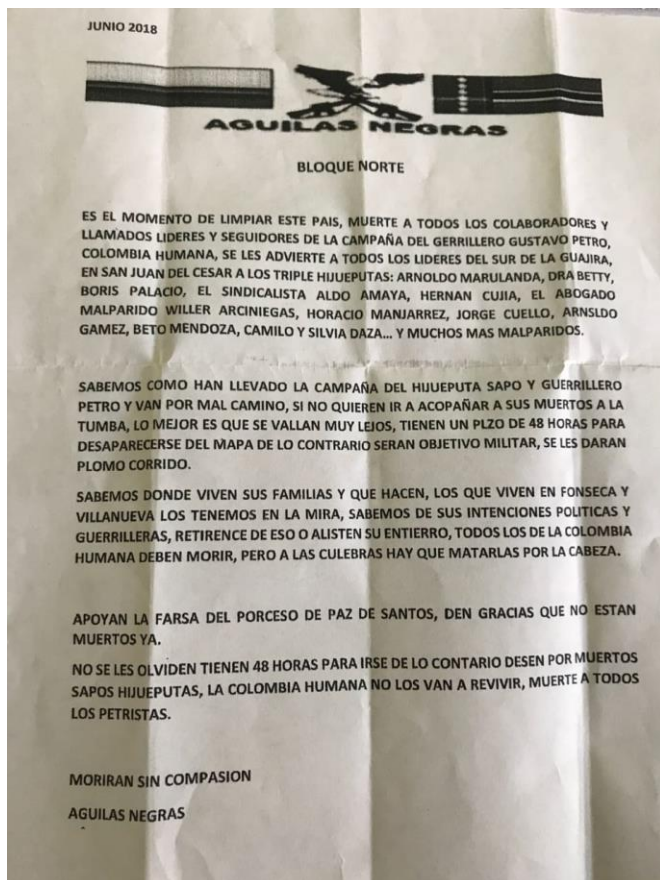 JUNIO 2018
AGUILAS NEGRAS
BLOQUE NORTE
ES EL MOMENTO DE LIMPIAR ESTE PAIS, MUERTE A TODOS LOS COLABORADORES Y
LLAMADOS LIDERES Y SEGUIDORES DE LA CAMPAÑA DEL GERRILLERO GUSTAVO PETRO,
COLOMBIA HUMANA, SE LES ADVIERTE A TODOS LOS LIDERES DEL SUR DE LA GUAJIRA,
EN SAN JUAN DEL CESAR A LOS TRIPLE HIJUEPUTAS: ARNOLDO MARULANDA, DRA BETTY,
BORIS PALACIO, EL SINDICALISTA ALDO AMAYA, HERNAN CUJIA, EL ABOGADO
MALPARIDO WILLER ARCINIEGAS, HORACIO MANJARREZ, JORGE CUELLO, ARNSLDO
GAMEZ, BETO MENDOZA, CAMILO Y SILVIA DAZA... Y MUCHOS MAS MALPARIDOS.
SABEMOS COMO HAN LLEVADO LA CAMPAÑA DEL HIJUEPUTA SAPO Y GUERRILLERO
PETRO Y VAN POR MAL CAMINO, SI NO QUIEREN IR A ACOPAÑAR A SUS MUERTOS A LA
TUMBA, LO MEJOR ES QUE SE VALLAN MUY LEJOS, TIENEN UN PLZO DE 48 HORAS PARA
DESAPARECERSE DEL MAPA DE LO CONTRARIO SERAN OBJETIVO MILITAR, SE LES DARAN
PLOMO CORRIDO.
SABEMOS DONDE VIVEN SUS FAMILIAS Y QUE HACEN, LOS QUE VIVEN EN FONSECA Y
VILLANUEVA LOS TENEMOS EN LA MIRA, SABEMOS DE SUS INTENCIONES POLITICAS Y
GUERRILLERAS, RETIRENCE DE ESO O ALISTEN SU ENTIERRO, TODOS LOS DE LA COLOMBIA
HUMANA DEBEN MORIR, PERO A LAS CULEBRAS HAY QUE MATARLAS POR LA CABEZA.
APOYAN LA FARSA DEL PORCESO DE PAZ DE SANTOS, DEN GRACIAS QUE NO ESTAN
MUERTOS YA.
NO SE LES OLVIDEN TIENEN 48 HORAS PARA IRSE DE LO CONTARIO DESEN POR MUERTOS
SAPOS HIJUEPUTAS, LA COLOMBIA HUMANA NO LOS VAN A REVIVIR, MUERTE A TODOS
LOS PETRISTAS.
MORIRAN SIN COMPASION
AGUILAS NEGRAS